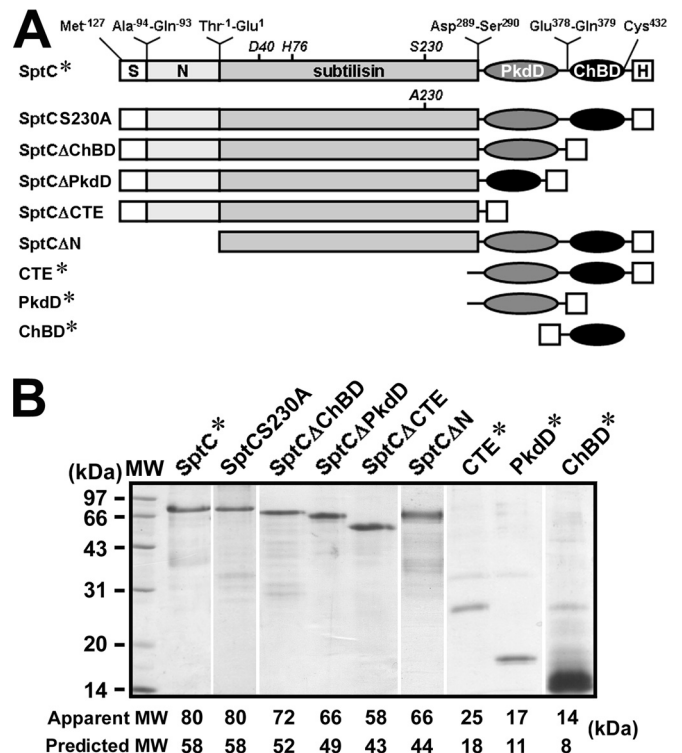 A
Met-127 Ala-94-Gln-93 Thr-1-Glu1 Asp289-Ser290 Glu378-Gln379 Cys432
D40 H76 S230
SptC* S N subtilisin PkdD ChBD H
A230
SptCS230A
SptCΔChBD
SptCΔPkdD
SptCΔCTE
SptCΔN
CTE*
PkdD*
ChBD*
B
(kDa) MW SptC* SptCS230A SptCΔChBD SptCΔPkdD SptCΔCTE SptCΔN CTE* PkdD* ChBD*
97
66
43
31
20
14
Apparent MW 80 80 72 66 58 66 25 17 14 (kDa)
Predicted MW 58 58 52 49 43 44 18 11 8